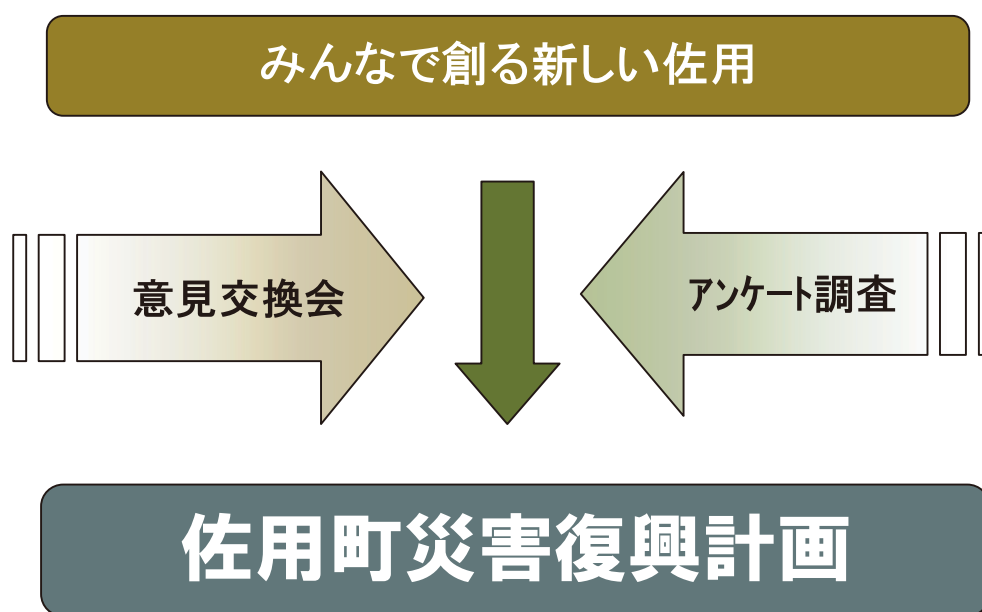 みんなで創る新しい佐用
意見交換会
アンケート調査
佐用町災害復興計画